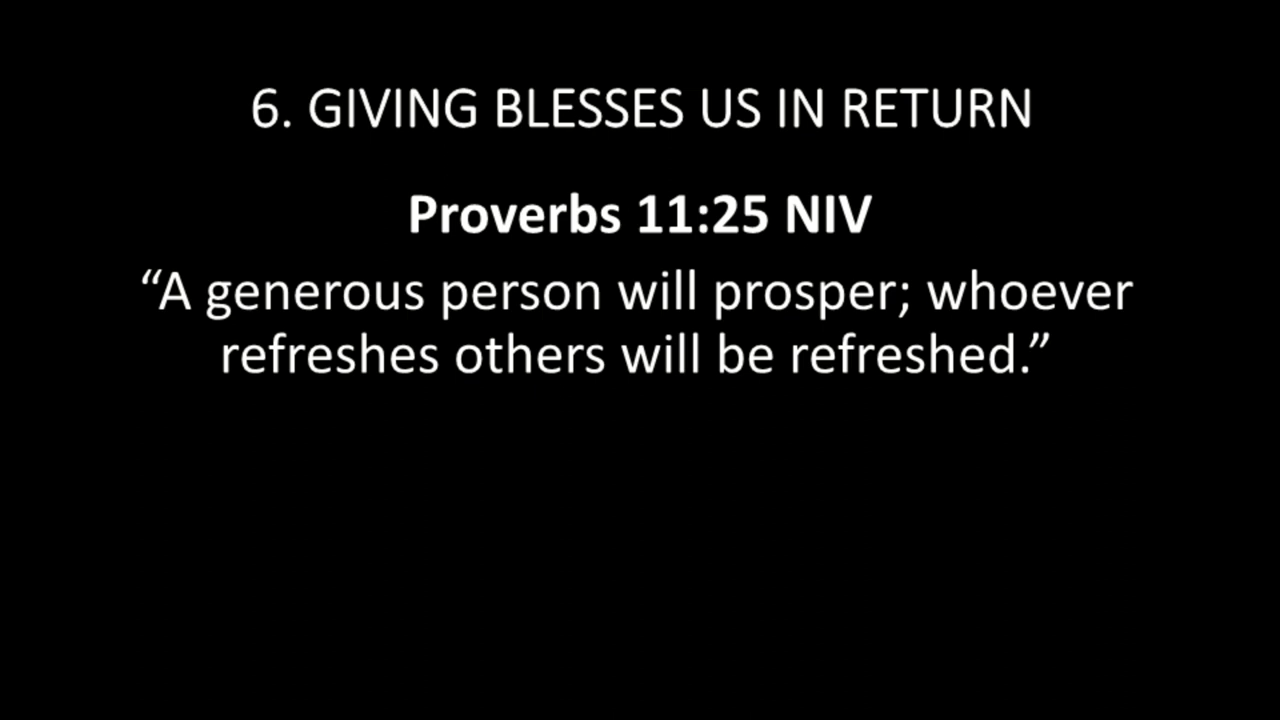 6. GIVING BLESSES US IN RETURN
Proverbs 11:25 NIV
“A generous person will prosper; whoever
refreshes others will be refreshed.”